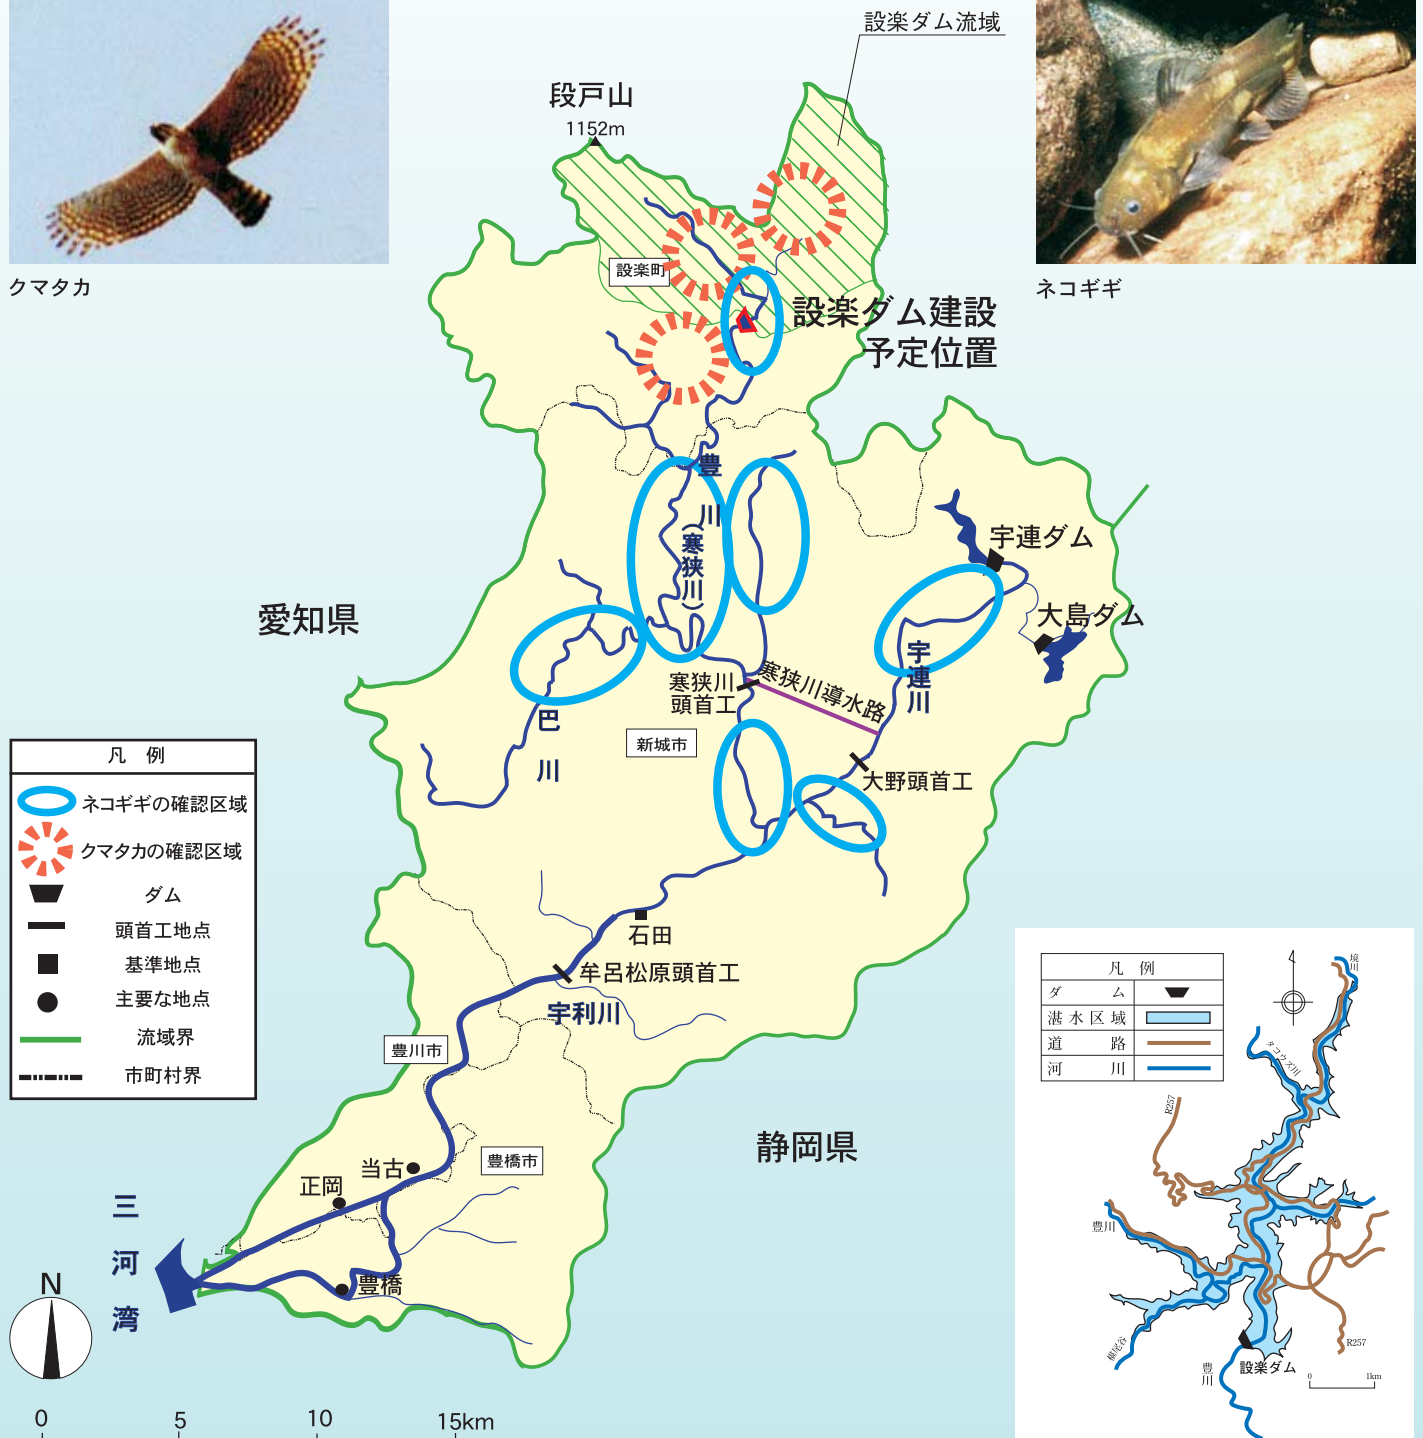 設楽ダム流域
段戸山
1152m
クマタカ
ネコギギ
設楽町
設楽ダム建設
予定位置
豊川
（寒狭川）
宇連ダム
大島ダム
愛知県
宇連川
寒狭川
頭首工
寒狭川導水路
巴川
新城市
大野頭首工
凡 例
ネコギギの確認区域
クマタカの確認区域
ダム
頭首工地点
基準地点
主要な地点
流域界
市町村界
石田
牟呂松原頭首工
宇利川
豊川市
静岡県
当古
豊橋市
正岡
三河湾
豊橋
N
0
5
10
15km
凡 例
ダ ム
湛水区域
道 路
河 川
境川
タコウズ川
R257
豊川
R257
設楽ダム
豊川
0
1km